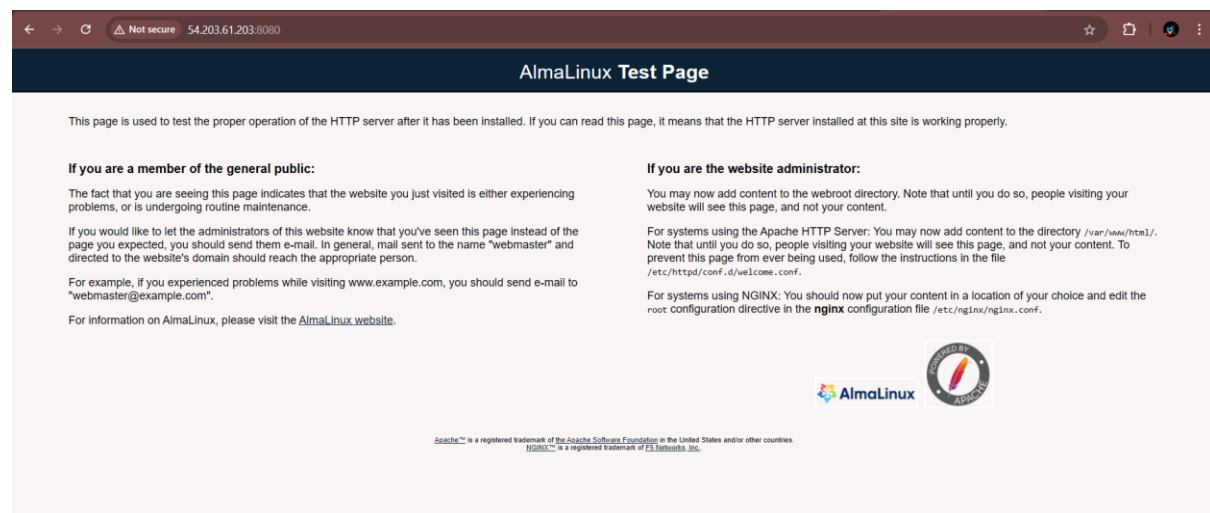 Not secure 54.203.61.203:8080
AlmaLinux Test Page
This page is used to test the proper operation of the HTTP server after it has been installed. If you can read this page, it means that the HTTP server installed at this site is working properly.
If you are a member of the general public:
The fact that you are seeing this page indicates that the website you just visited is either experiencing
problems, or is undergoing routine maintenance.
If you would like to let the administrators of this website know that you've seen this page instead of the
page you expected, you should send them e-mail. In general, mail sent to the name "webmaster" and
directed to the website's domain should reach the appropriate person.
For example, if you experienced problems while visiting www.example.com, you should send e-mail to
"webmaster@example.com".
For information on AlmaLinux, please visit the AlmaLinux website.
If you are the website administrator:
You may now add content to the webroot directory. Note that until you do so, people visiting your
website will see this page, and not your content.
For systems using the Apache HTTP Server: You may now add content to the directory /var/www/html/.
Note that until you do so, people visiting your website will see this page, and not your content. To
prevent this page from ever being used, follow the instructions in the file
/etc/httpd/conf.d/welcome.conf.
For systems using NGINX: You should now put your content in a location of your choice and edit the
root configuration directive in the nginx configuration file /etc/nginx/nginx.conf.
AlmaLinux
POWERED BY
APACHE
Apache™ is a registered trademark of the Apache Software Foundation in the United States and/or other countries.
NGINX™ is a registered trademark of F5 Networks, Inc..